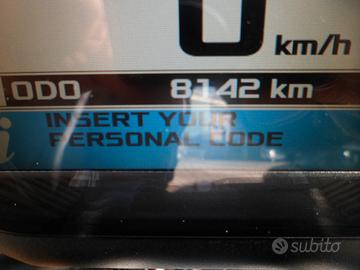 0 km/h
ODO 8142 km
i INSERT YOUR
PERSONAL CODE
subito